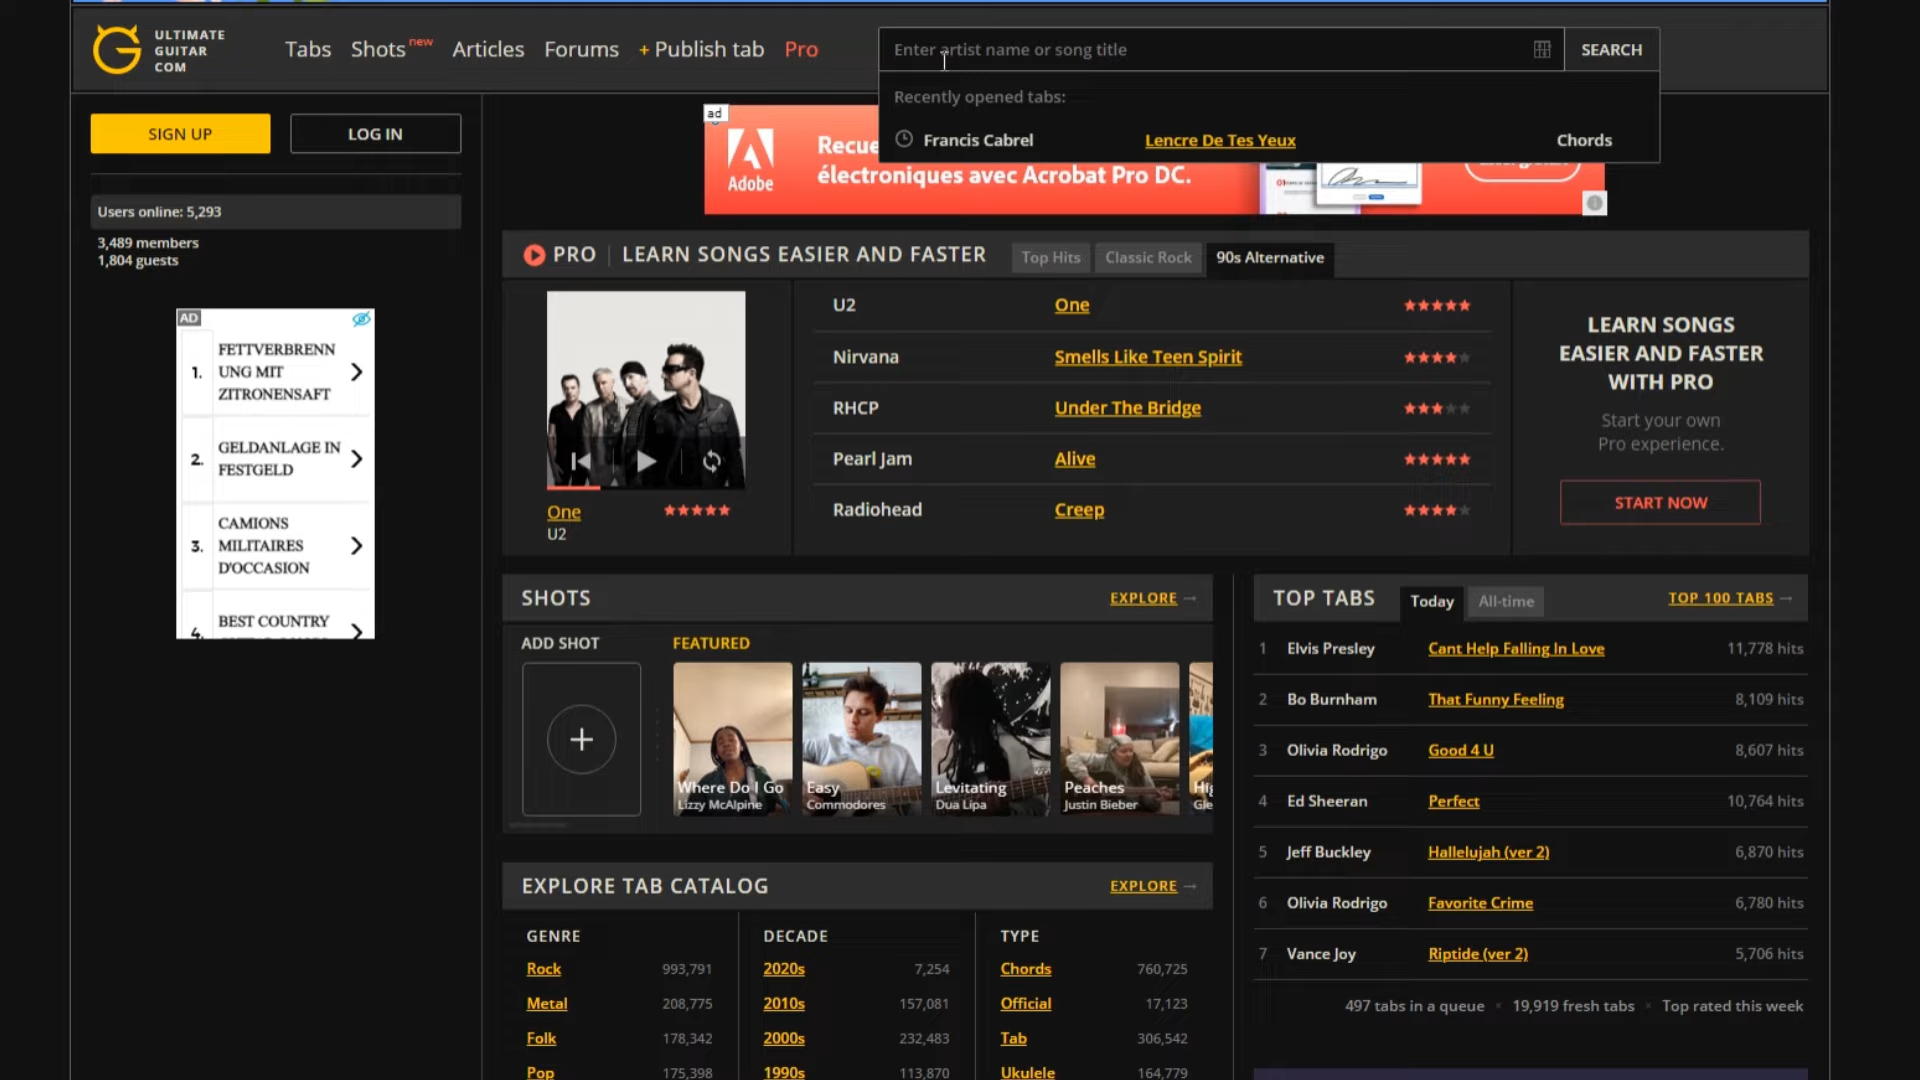 ULTIMATE
GUITAR
COM
Tabs Shots new Articles Forums + Publish tab Pro
Enter artist name or song title
SEARCH
Recently opened tabs:
Francis Cabrel Lencre De Tes Yeux Chords
SIGN UP
LOG IN
Users online: 5,293
3,489 members
1,804 guests
ad
Adobe
Recue
électroniques avec Acrobat Pro DC.
AD
1. FETTVERBRENN
UNG MIT
ZITRONENSAFT
2. GELDANLAGE IN
FESTGELD
3. CAMIONS
MILITAIRES
D'OCCASION
4. BEST COUNTRY
PRO LEARN SONGS EASIER AND FASTER Top Hits Classic Rock 90s Alternative
One
U2
U2 One
Nirvana Smells Like Teen Spirit
RHCP Under The Bridge
Pearl Jam Alive
Radiohead Creep
LEARN SONGS
EASIER AND FASTER
WITH PRO
Start your own
Pro experience.
START NOW
SHOTS EXPLORE →
ADD SHOT FEATURED
Where Do I Go
Lizzy McAlpine
Easy
Commodores
Levitating
Dua Lipa
Peaches
Justin Bieber
Hig
Gle
TOP TABS Today All-time TOP 100 TABS →
1 Elvis Presley Cant Help Falling In Love 11,778 hits
2 Bo Burnham That Funny Feeling 8,109 hits
3 Olivia Rodrigo Good 4 U 8,607 hits
4 Ed Sheeran Perfect 10,764 hits
5 Jeff Buckley Hallelujah (ver 2) 6,870 hits
6 Olivia Rodrigo Favorite Crime 6,780 hits
7 Vance Joy Riptide (ver 2) 5,706 hits
497 tabs in a queue • 19,919 fresh tabs • Top rated this week
EXPLORE TAB CATALOG EXPLORE →
GENRE DECADE TYPE
Rock 993,791 2020s 7,254 Chords 760,725
Metal 208,775 2010s 157,081 Official 17,123
Folk 178,342 2000s 232,483 Tab 306,542
Pop 175,398 1990s 113,870 Ukulele 164,779